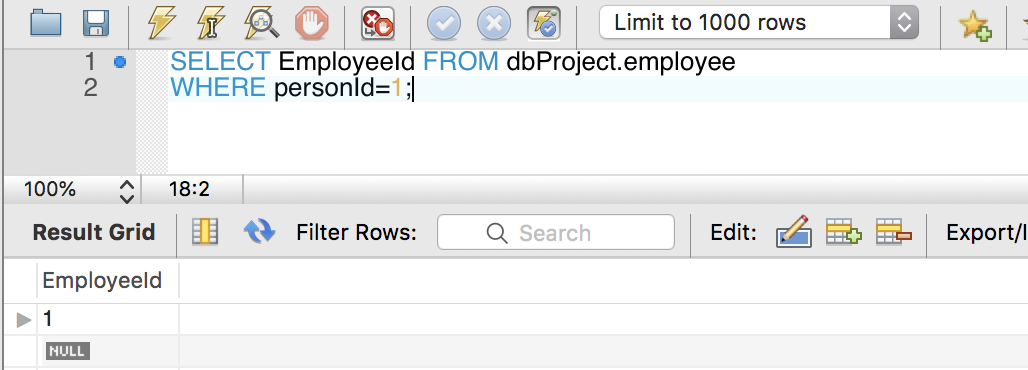 Limit to 1000 rows
1 SELECT EmployeeId FROM dbProject.employee
2 WHERE personId=1;
100% 18:2
Result Grid Filter Rows: Search Edit: Export/I
EmployeeId
1
NULL